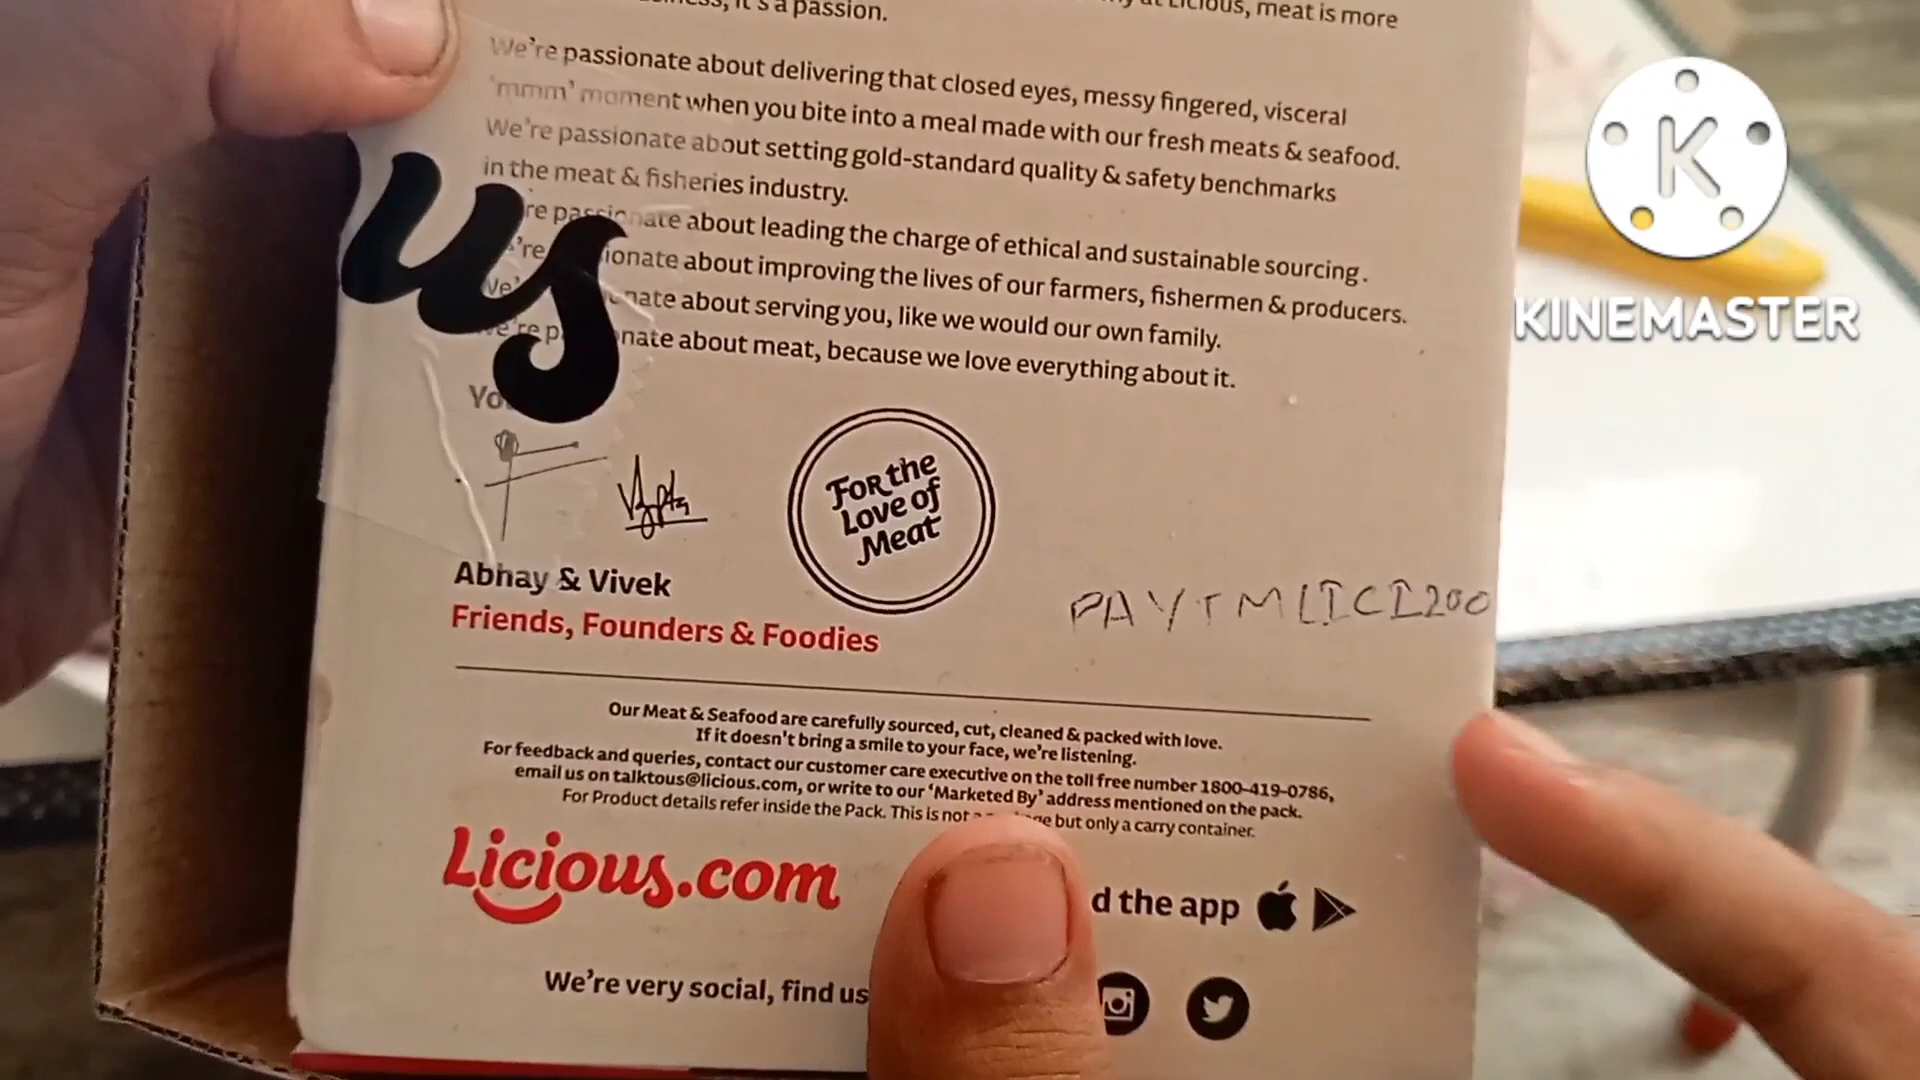 Licious, meat is more
it's a passion.
We're passionate about delivering that closed eyes, messy fingered, visceral
'mmm' moment when you bite into a meal made with our fresh meats & seafood.
We're passionate about setting gold-standard quality & safety benchmarks
in the meat & fisheries industry.
about leading the charge of ethical and sustainable sourcing.
about improving the lives of our farmers, fishermen & producers.
about serving you, like we would our own family.
about meat, because we love everything about it.
us
For the
Love of
Meat
Abhay & Vivek
Friends, Founders & Foodies
PAYTMLICI200
Our Meat & Seafood are carefully sourced, cut, cleaned & packed with love.
If it doesn't bring a smile to your face, we're listening.
For feedback and queries, contact our customer care executive on the toll free number 1800-419-0786,
email us on talktous@licious.com, or write to our 'Marketed By' address mentioned on the pack.
For Product details refer inside the Pack. This is not but only a carry container.
Licious.com
the app
We're very social, find us
K
KINEMASTER